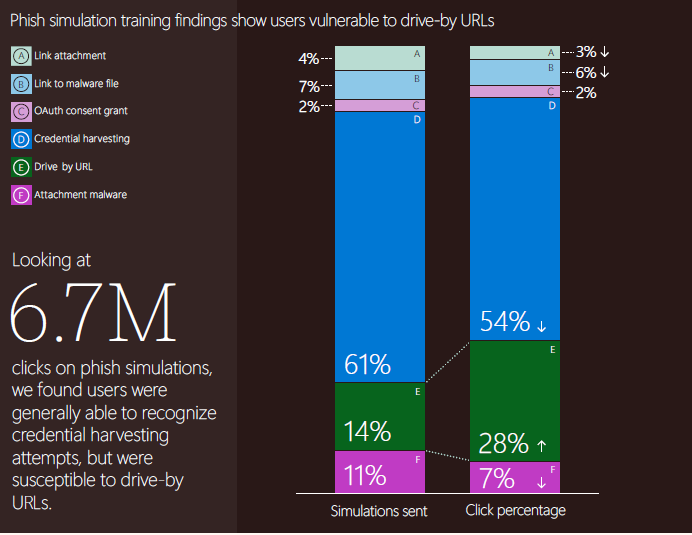 Phish simulation training findings show users vulnerable to drive-by URLs
A Link attachment
B Link to malware file
C OAuth consent grant
D Credential harvesting
E Drive by URL
F Attachment malware
Looking at
6.7M
clicks on phish simulations,
we found users were
generally able to recognize
credential harvesting
attempts, but were
susceptible to drive-by
URLs.
4% A
7% B
2% C
D
61%
E
14%
F
11%
Simulations sent
A 3% ↓
B 6% ↓
C 2%
D
54% ↓
E
28% ↑
F
7% ↓
Click percentage